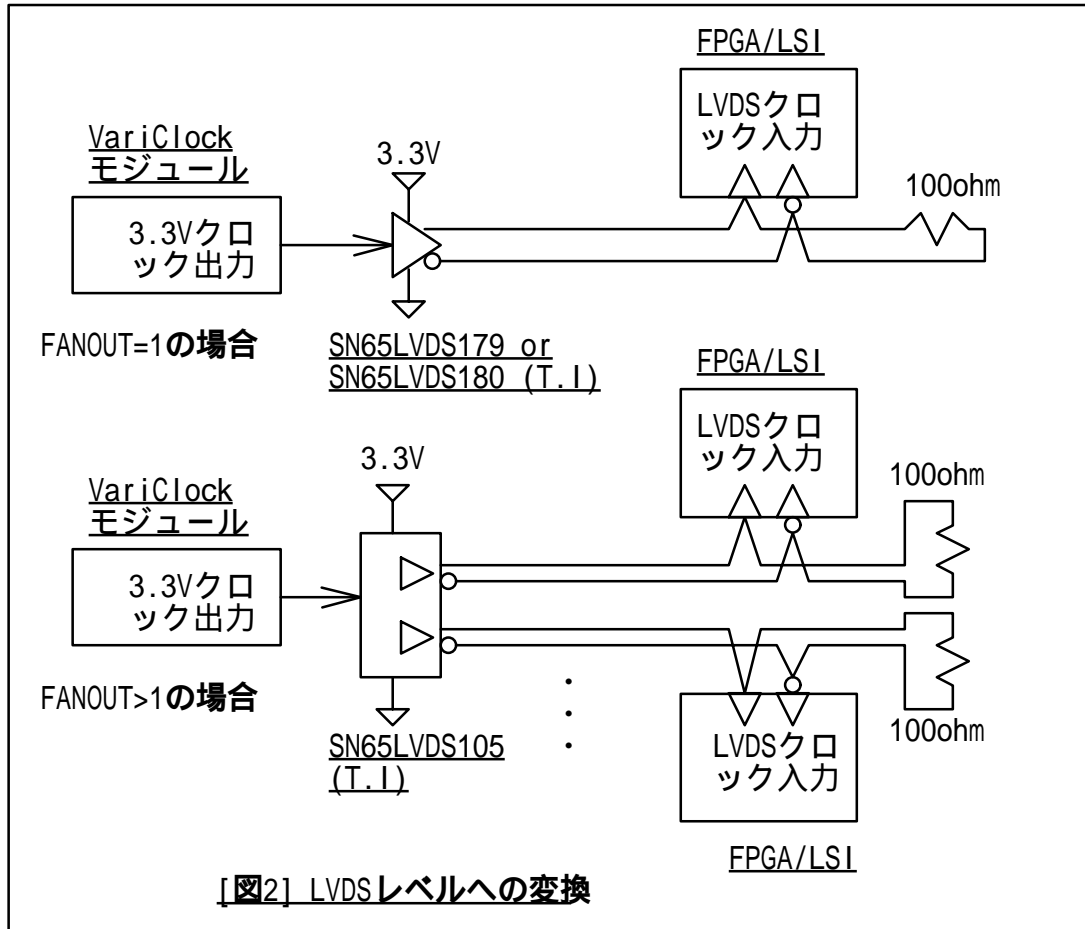 FPGA/LSI
LVDSクロ
ック入力
VariClock
モジュール
3.3V
100ohm
3.3Vクロ
ック出力
FANOUT=1の場合
SN65LVDS179 or
SN65LVDS180 (T.I)
FPGA/LSI
LVDSクロ
ック入力
3.3V
100ohm
VariClock
モジュール
3.3Vクロ
ック出力
FANOUT>1の場合
SN65LVDS105
(T.I)
・
・
・
100ohm
LVDSクロ
ック入力
FPGA/LSI
[図2] LVDSレベルへの変換